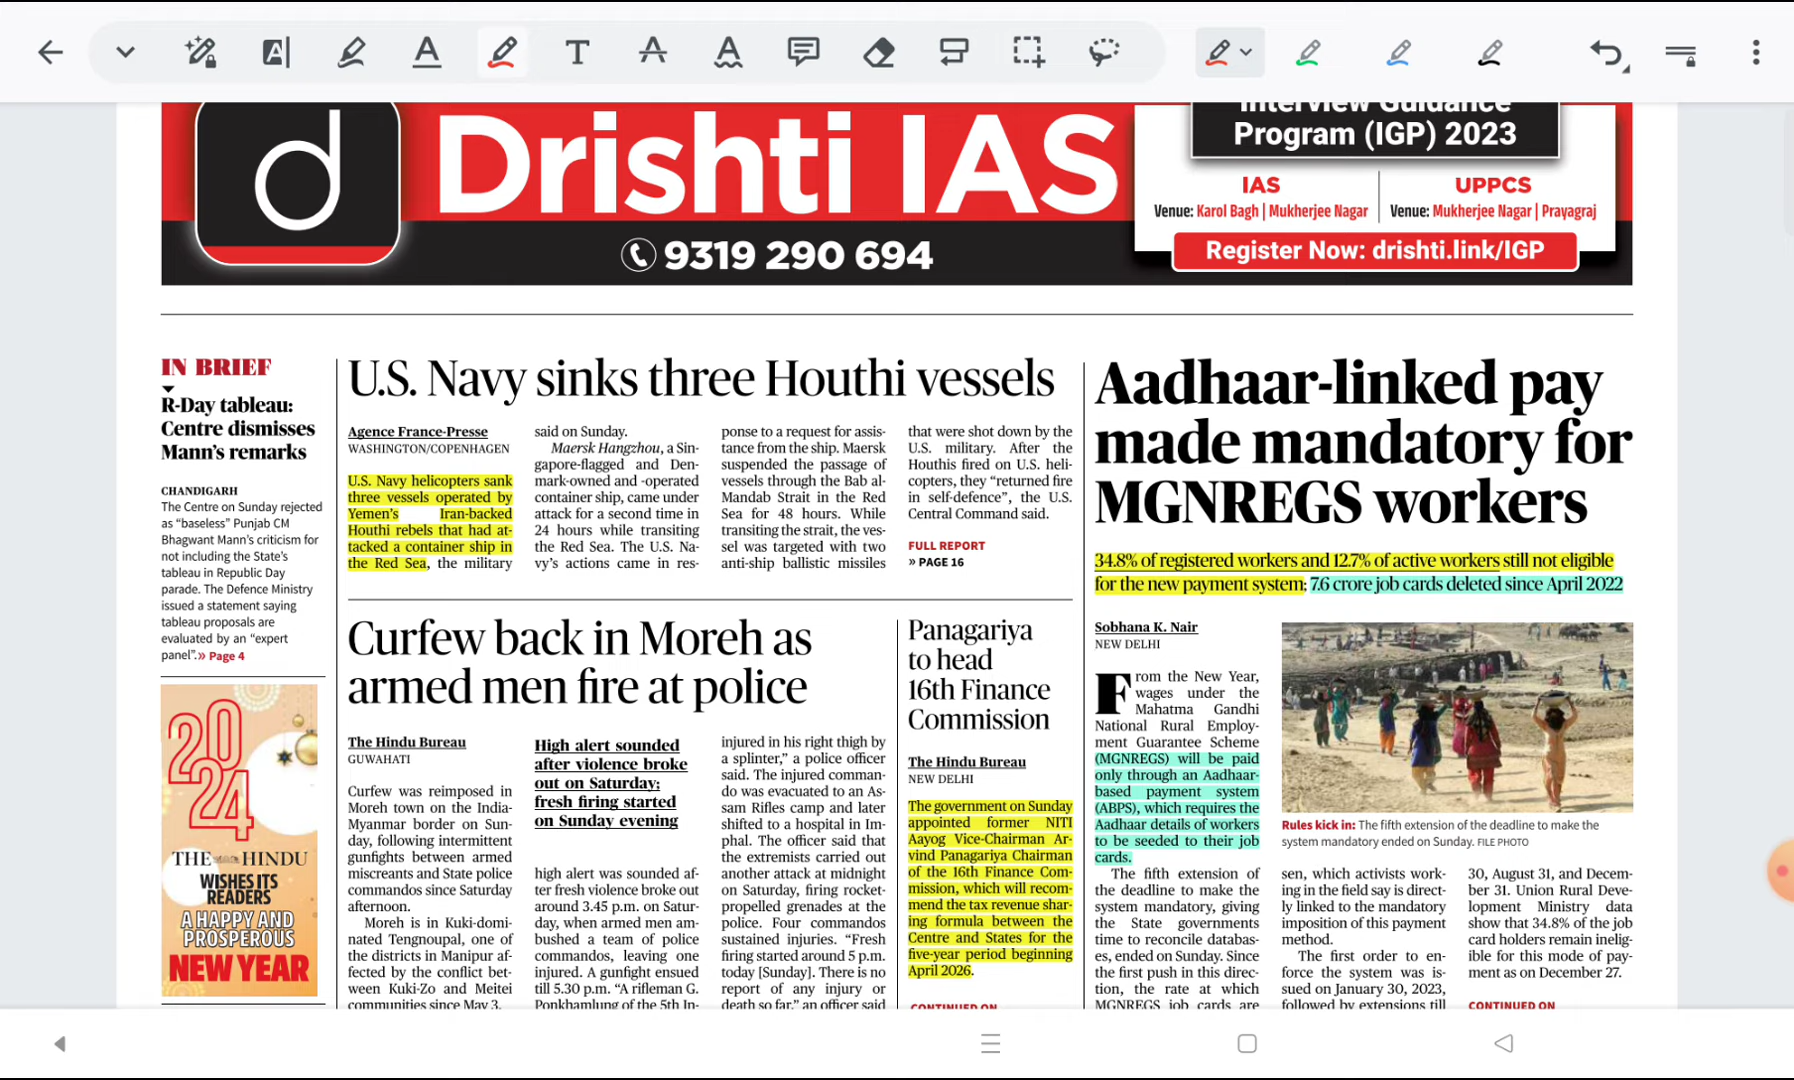 d
Drishti IAS
9319 290 694
Interview Guidance
Program (IGP) 2023
IAS
Venue: Karol Bagh | Mukherjee Nagar
UPPCS
Venue: Mukherjee Nagar | Prayagraj
Register Now: drishti.link/IGP
IN BRIEF
R-Day tableau:
Centre dismisses
Mann's remarks
CHANDIGARH
The Centre on Sunday rejected
as "baseless" Punjab CM
Bhagwant Mann's criticism for
not including the State's
tableau in Republic Day
parade. The Defence Ministry
issued a statement saying
tableau proposals are
evaluated by an "expert
panel".» Page 4
2024
THE HINDU
WISHES ITS
READERS
A HAPPY AND
PROSPEROUS
NEW YEAR
U.S. Navy sinks three Houthi vessels
Agence France-Presse
WASHINGTON/COPENHAGEN
U.S. Navy helicopters sank
three vessels operated by
Yemen's Iran-backed
Houthi rebels that had at-
tacked a container ship in
the Red Sea, the military
said on Sunday.
Maersk Hangzhou, a Sin-
gapore-flagged and Den-
mark-owned and -operated
container ship, came under
attack for a second time in
24 hours while transiting
the Red Sea. The U.S. Na-
vy's actions came in res-
ponse to a request for assis-
tance from the ship. Maersk
suspended the passage of
vessels through the Bab al-
Mandab Strait in the Red
Sea for 48 hours. While
transiting the strait, the ves-
sel was targeted with two
anti-ship ballistic missiles
that were shot down by the
U.S. military. After the
Houthis fired on U.S. heli-
copters, they "returned fire
in self-defence", the U.S.
Central Command said.
FULL REPORT
» PAGE 16
Curfew back in Moreh as
armed men fire at police
The Hindu Bureau
GUWAHATI
Curfew was reimposed in
Moreh town on the India-
Myanmar border on Sun-
day, following intermittent
gunfights between armed
miscreants and State police
commandos since Saturday
afternoon.
Moreh is in Kuki-domi-
nated Tengnoupal, one of
the districts in Manipur af-
fected by the conflict bet-
ween Kuki-Zo and Meitei
communities since May 3.
High alert sounded
after violence broke
out on Saturday;
fresh firing started
on Sunday evening
high alert was sounded af-
ter fresh violence broke out
around 3.45 p.m. on Satur-
day, when armed men am-
bushed a team of police
commandos, leaving one
injured. A gunfight ensued
till 5.30 p.m. "A rifleman G.
Ponkhamlung of the 5th In-
injured in his right thigh by
a splinter," a police officer
said. The injured comman-
do was evacuated to an As-
sam Rifles camp and later
shifted to a hospital in Im-
phal. The officer said that
the extremists carried out
another attack at midnight
on Saturday, firing rocket-
propelled grenades at the
police. Four commandos
sustained injuries. "Fresh
firing started around 5 p.m.
today [Sunday]. There is no
report of any injury or
death so far," an officer said
Panagariya
to head
16th Finance
Commission
The Hindu Bureau
NEW DELHI
The government on Sunday
appointed former NITI
Aayog Vice-Chairman Ar-
vind Panagariya Chairman
of the 16th Finance Com-
mission, which will recom-
mend the tax revenue shar-
ing formula between the
Centre and States for the
five-year period beginning
April 2026.
CONTINUED ON
Aadhaar-linked pay
made mandatory for
MGNREGS workers
34.8% of registered workers and 12.7% of active workers still not eligible
for the new payment system; 7.6 crore job cards deleted since April 2022
Sobhana K. Nair
NEW DELHI
From the New Year,
wages under the
Mahatma Gandhi
National Rural Employ-
ment Guarantee Scheme
(MGNREGS) will be paid
only through an Aadhaar-
based payment system
(ABPS), which requires the
Aadhaar details of workers
to be seeded to their job
cards.
The fifth extension of
the deadline to make the
system mandatory, giving
the State governments
time to reconcile databas-
es, ended on Sunday. Since
the first push in this direc-
tion, the rate at which
MGNREGS job cards are
Rules kick in: The fifth extension of the deadline to make the
system mandatory ended on Sunday. FILE PHOTO
sen, which activists work-
ing in the field say is direct-
ly linked to the mandatory
imposition of this payment
method.
The first order to en-
force the system was is-
sued on January 30, 2023,
followed by extensions till
30, August 31, and Decem-
ber 31. Union Rural Deve-
lopment Ministry data
show that 34.8% of the job
card holders remain inelig-
ible for this mode of pay-
ment as on December 27.
CONTINUED ON